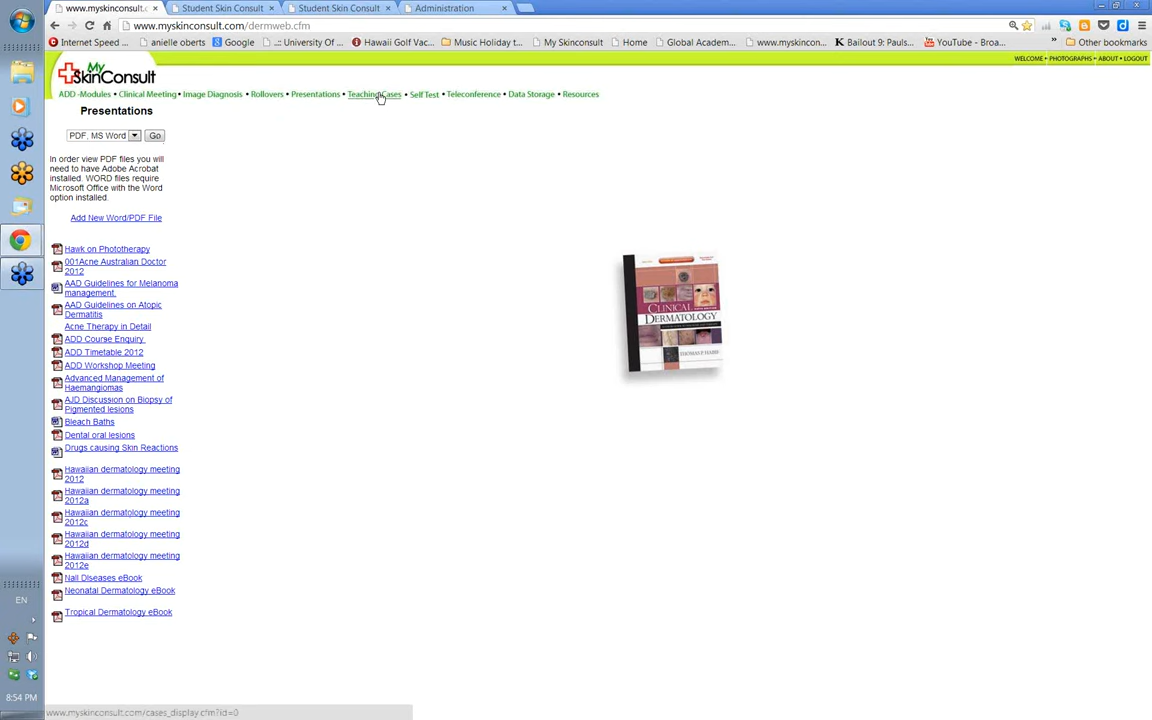 www.myskinconsult.c
Student Skin Consult
Student Skin Consult
Administration
www.myskinconsult.com/dermweb.cfm
Internet Speed ...
anielle oberts
Google
..:: University Of ...
Hawaii Golf Vac...
Music Holiday t...
My Skinconsult
Home
Global Academ...
www.myskincon...
Bailout 9: Pauls...
YouTube - Broa...
»
Other bookmarks
WELCOME • PHOTOGRAPHS • ABOUT • LOGOUT
My
SkinConsult
ADD -Modules • Clinical Meeting • Image Diagnosis • Rollovers • Presentations • Teaching Cases • Self Test • Teleconference • Data Storage • Resources
Presentations
PDF, MS Word
Go
In order view PDF files you will
need to have Adobe Acrobat
installed. WORD files require
Microsoft Office with the Word
option installed.
Add New Word/PDF File
Hawk on Phototherapy
001Acne Australian Doctor
2012
AAD Guidelines for Melanoma
management.
AAD Guidelines on Atopic
Dermatitis
Acne Therapy in Detail
ADD Course Enquiry
ADD Timetable 2012
ADD Workshop Meeting
Advanced Management of
Haemangiomas
AJD Discussion on Biopsy of
Pigmented lesions
Bleach Baths
Dental oral lesions
Drugs causing Skin Reactions
Hawaiian dermatology meeting
2012
Hawaiian dermatology meeting
2012a
Hawaiian dermatology meeting
2012c
Hawaiian dermatology meeting
2012d
Hawaiian dermatology meeting
2012e
Nail Diseases eBook
Neonatal Dermatology eBook
Tropical Dermatology eBook
CLINICAL
DERMATOLOGY
THOMAS P. HABIF
EN
8:54 PM
www.myskinconsult.com/cases_display.cfm?id=0